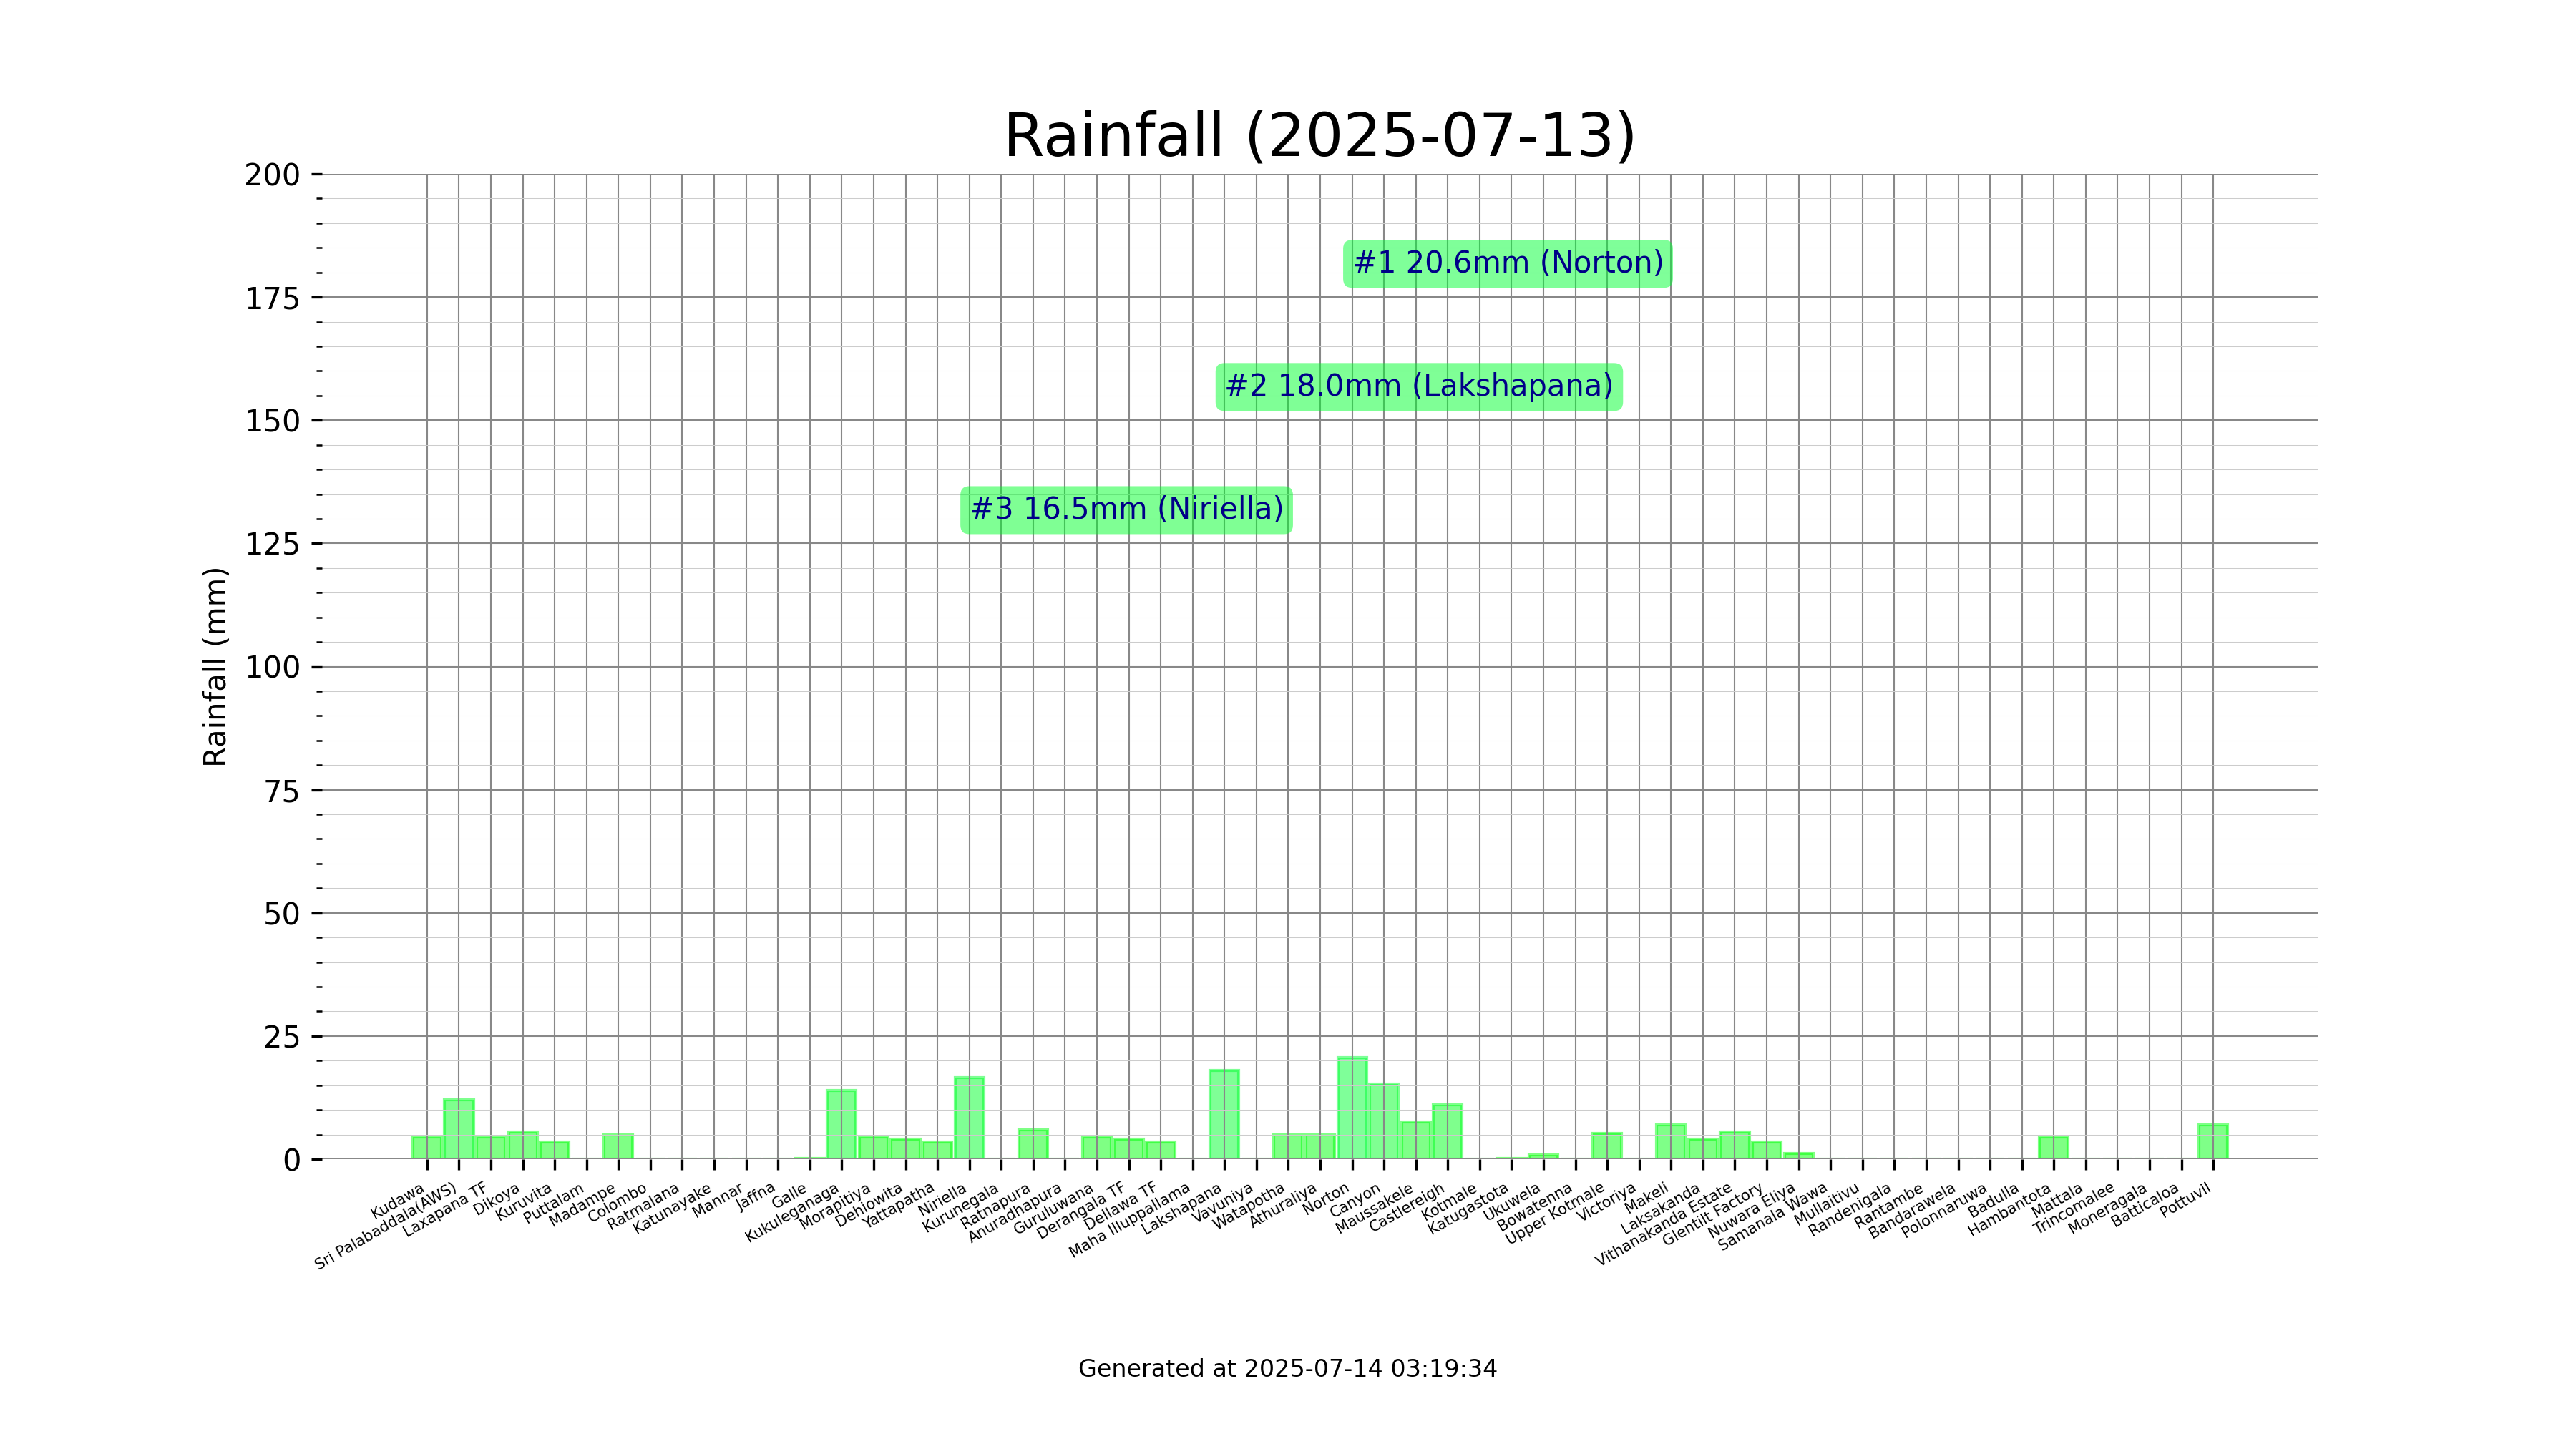 Rainfall (2025-07-13)
200
175
150
125
100
75
50
25
0
Rainfall (mm)
#1 20.6mm (Norton)
#2 18.0mm (Lakshapana)
#3 16.5mm (Niriella)
Kudawa
Sri Palabaddala(AWS)
Laxapana TF
Dikoya
Kuruvita
Puttalam
Madampe
Colombo
Ratmalana
Katunayake
Mannar
Jaffna
Galle
Kukuleganaga
Morapitiya
Dehiowita
Yattapatha
Niriella
Kurunegala
Ratnapura
Anuradhapura
Guruluwana
Derangala TF
Dellawa TF
Maha Illuppallama
Lakshapana
Vavuniya
Watapotha
Athuraliya
Norton
Canyon
Maussakele
Castlereigh
Kotmale
Katugastota
Ukuwela
Bowatenna
Upper Kotmale
Victoriya
Makeli
Laksakanda
Vithanakanda Estate
Glentilt Factory
Nuwara Eliya
Samanala Wawa
Mullaitivu
Randenigala
Rantambe
Bandarawela
Polonnaruwa
Badulla
Hambantota
Mattala
Trincomalee
Moneragala
Batticaloa
Pottuvil
Generated at 2025-07-14 03:19:34